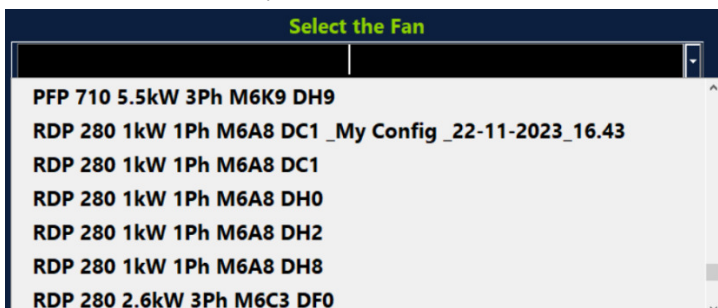 Select the Fan
PFP 710 5.5kW 3Ph M6K9 DH9
RDP 280 1kW 1Ph M6A8 DC1 _My Config _22-11-2023_16.43
RDP 280 1kW 1Ph M6A8 DC1
RDP 280 1kW 1Ph M6A8 DH0
RDP 280 1kW 1Ph M6A8 DH2
RDP 280 1kW 1Ph M6A8 DH8
RDP 280 2.6kW 3Ph M6C3 DF0